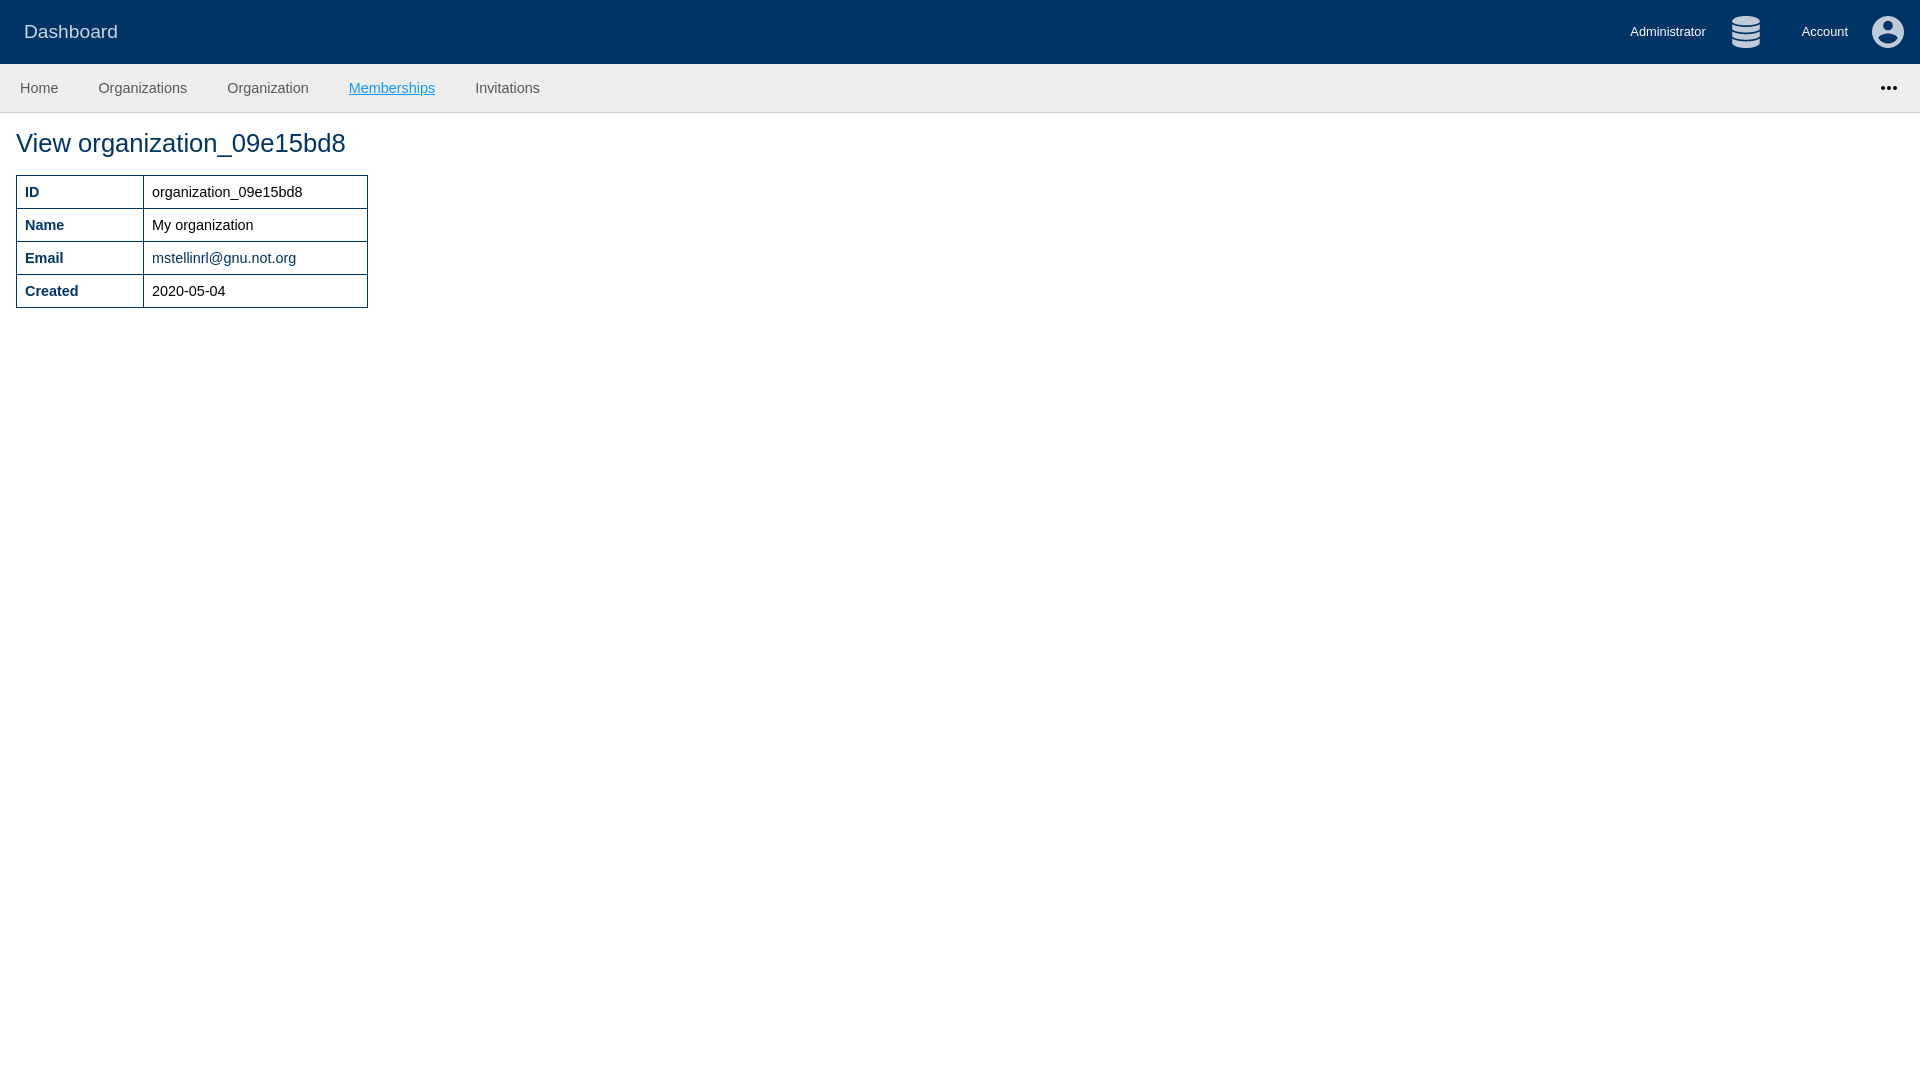 Dashboard
Administrator
Account
Home
Organizations
Organization
Memberships
Invitations
View organization_09e15bd8
ID organization_09e15bd8
Name My organization
Email mstellinrl@gnu.not.org
Created 2020-05-04